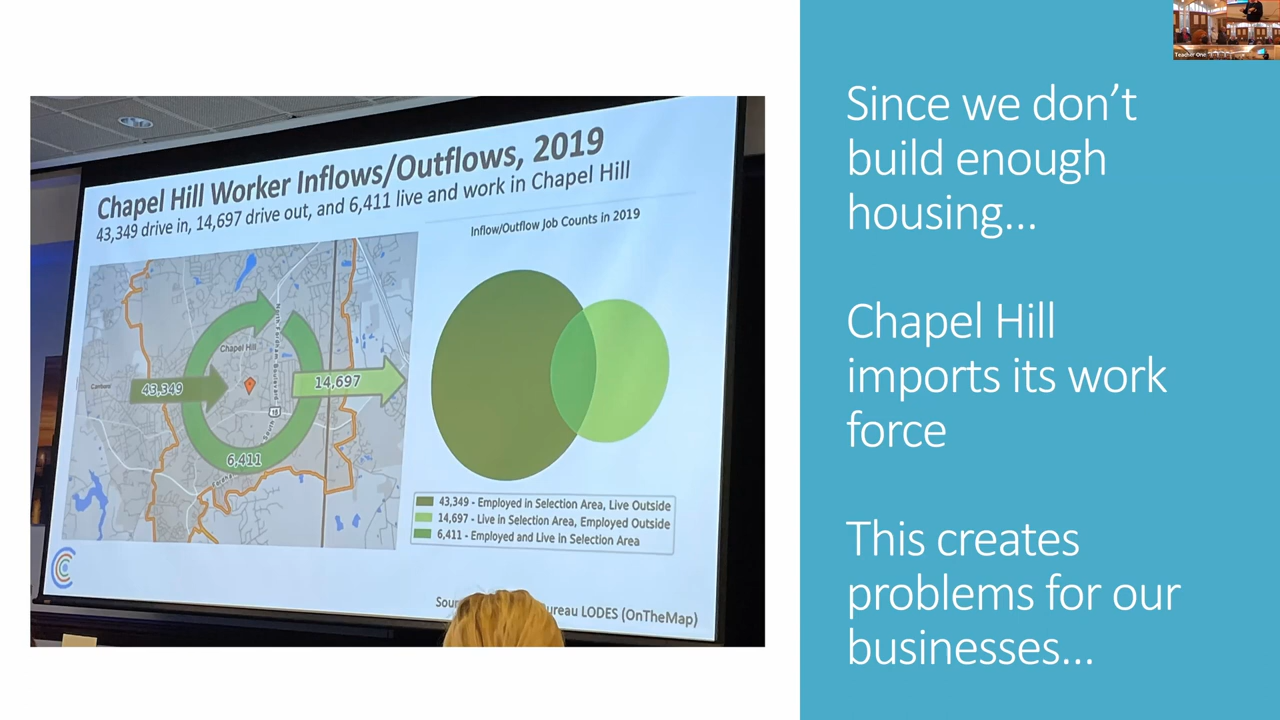 Chapel Hill Worker Inflows/Outflows, 2019
43,349 drive in, 14,697 drive out, and 6,411 live and work in Chapel Hill
Inflow/Outflow Job Counts in 2019
Chapel Hill
43,349
14,697
6,411
43,349 - Employed in Selection Area, Live Outside
14,697 - Live in Selection Area, Employed Outside
6,411 - Employed and Live in Selection Area
LODES (OnTheMap)
Since we don't
build enough
housing...
Chapel Hill
imports its work
force
This creates
problems for our
businesses...
Teacher One